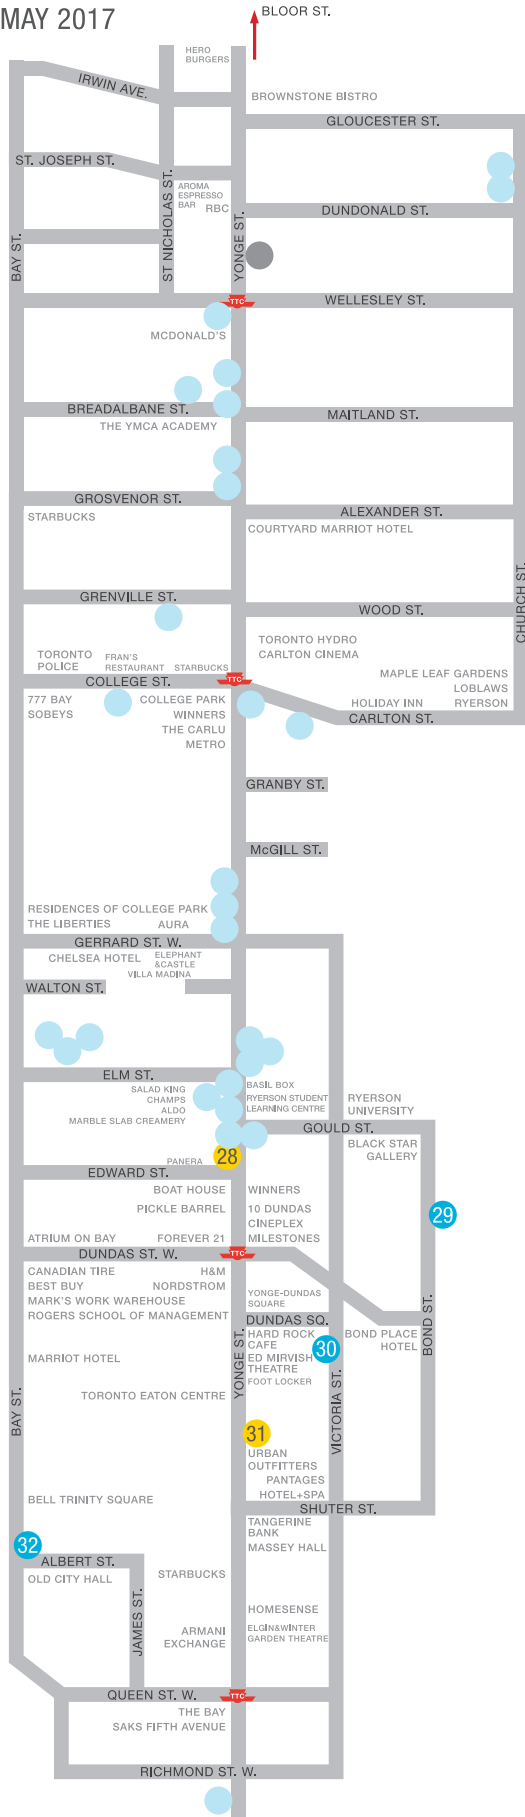 MAY 2017
BLOOR ST.
HERO
BURGERS
IRWIN AVE.
BROWNSTONE BISTRO
GLOUCESTER ST.
ST. JOSEPH ST.
ST NICHOLAS ST.
AROMA
ESPRESSO
BAR
RBC
DUNDONALD ST.
BAY ST.
YONGE ST.
TTC
WELLESLEY ST.
MCDONALD'S
BREADALBANE ST.
MAITLAND ST.
THE YMCA ACADEMY
GROSVENOR ST.
STARBUCKS
ALEXANDER ST.
COURTYARD MARRIOT HOTEL
CHURCH ST.
GRENVILLE ST.
WOOD ST.
TORONTO HYDRO
CARLTON CINEMA
TORONTO
POLICE
FRAN'S
RESTAURANT
STARBUCKS
COLLEGE ST.
TTC
MAPLE LEAF GARDENS
LOBLAWS
HOLIDAY INN
RYERSON
CARLTON ST.
777 BAY
SOBEYS
COLLEGE PARK
WINNERS
THE CARLU
METRO
GRANBY ST.
McGILL ST.
RESIDENCES OF COLLEGE PARK
THE LIBERTIES
AURA
GERRARD ST. W.
CHELSEA HOTEL
ELEPHANT
&CASTLE
VILLA MADINA
WALTON ST.
ELM ST.
SALAD KING
CHAMPS
ALDO
MARBLE SLAB CREAMERY
BASIL BOX
RYERSON STUDENT
LEARNING CENTRE
RYERSON
UNIVERSITY
GOULD ST.
BLACK STAR
GALLERY
PANERA
28
EDWARD ST.
BOAT HOUSE
WINNERS
PICKLE BARREL
10 DUNDAS
CINEPLEX
ATRIUM ON BAY
FOREVER 21
MILESTONES
29
DUNDAS ST. W.
TTC
CANADIAN TIRE
H&M
BEST BUY
NORDSTROM
MARK'S WORK WAREHOUSE
ROGERS SCHOOL OF MANAGEMENT
YONGE-DUNDAS
SQUARE
DUNDAS SQ.
BOND ST.
HARD ROCK
CAFE
ED MIRVISH
THEATRE
FOOT LOCKER
30
BOND PLACE
HOTEL
MARRIOT HOTEL
YONGE ST.
TORONTO EATON CENTRE
BAY ST.
VICTORIA ST.
31
URBAN
OUTFITTERS
PANTAGES
HOTEL+SPA
BELL TRINITY SQUARE
SHUTER ST.
TANGERINE
BANK
MASSEY HALL
32
ALBERT ST.
OLD CITY HALL
STARBUCKS
JAMES ST.
HOMESENSE
ARMANI
EXCHANGE
ELGIN&WINTER
GARDEN THEATRE
QUEEN ST. W.
TTC
THE BAY
SAKS FIFTH AVENUE
RICHMOND ST. W.